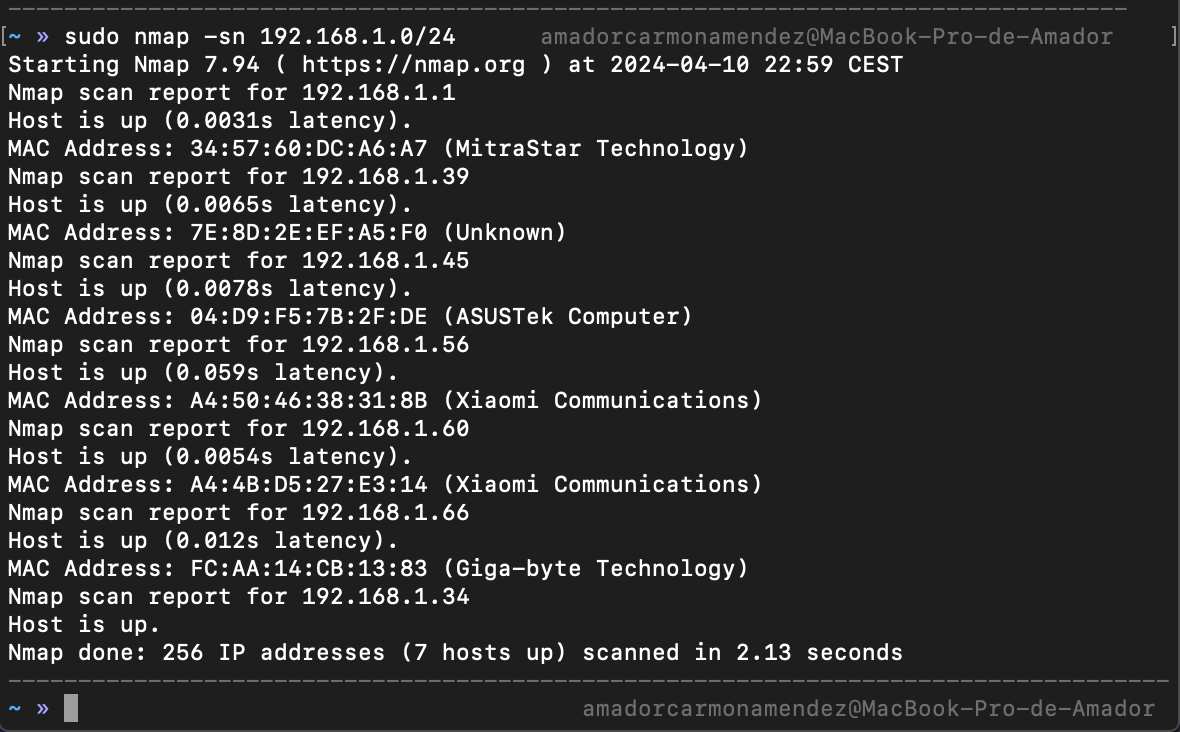 [~ » sudo nmap -sn 192.168.1.0/24 amadorcarmonamendez@MacBook-Pro-de-Amador ]
Starting Nmap 7.94 ( https://nmap.org ) at 2024-04-10 22:59 CEST
Nmap scan report for 192.168.1.1
Host is up (0.0031s latency).
MAC Address: 34:57:60:DC:A6:A7 (MitraStar Technology)
Nmap scan report for 192.168.1.39
Host is up (0.0065s latency).
MAC Address: 7E:8D:2E:EF:A5:F0 (Unknown)
Nmap scan report for 192.168.1.45
Host is up (0.0078s latency).
MAC Address: 04:D9:F5:7B:2F:DE (ASUSTek Computer)
Nmap scan report for 192.168.1.56
Host is up (0.059s latency).
MAC Address: A4:50:46:38:31:8B (Xiaomi Communications)
Nmap scan report for 192.168.1.60
Host is up (0.0054s latency).
MAC Address: A4:4B:D5:27:E3:14 (Xiaomi Communications)
Nmap scan report for 192.168.1.66
Host is up (0.012s latency).
MAC Address: FC:AA:14:CB:13:83 (Giga-byte Technology)
Nmap scan report for 192.168.1.34
Host is up.
Nmap done: 256 IP addresses (7 hosts up) scanned in 2.13 seconds
~ » amadorcarmonamendez@MacBook-Pro-de-Amador